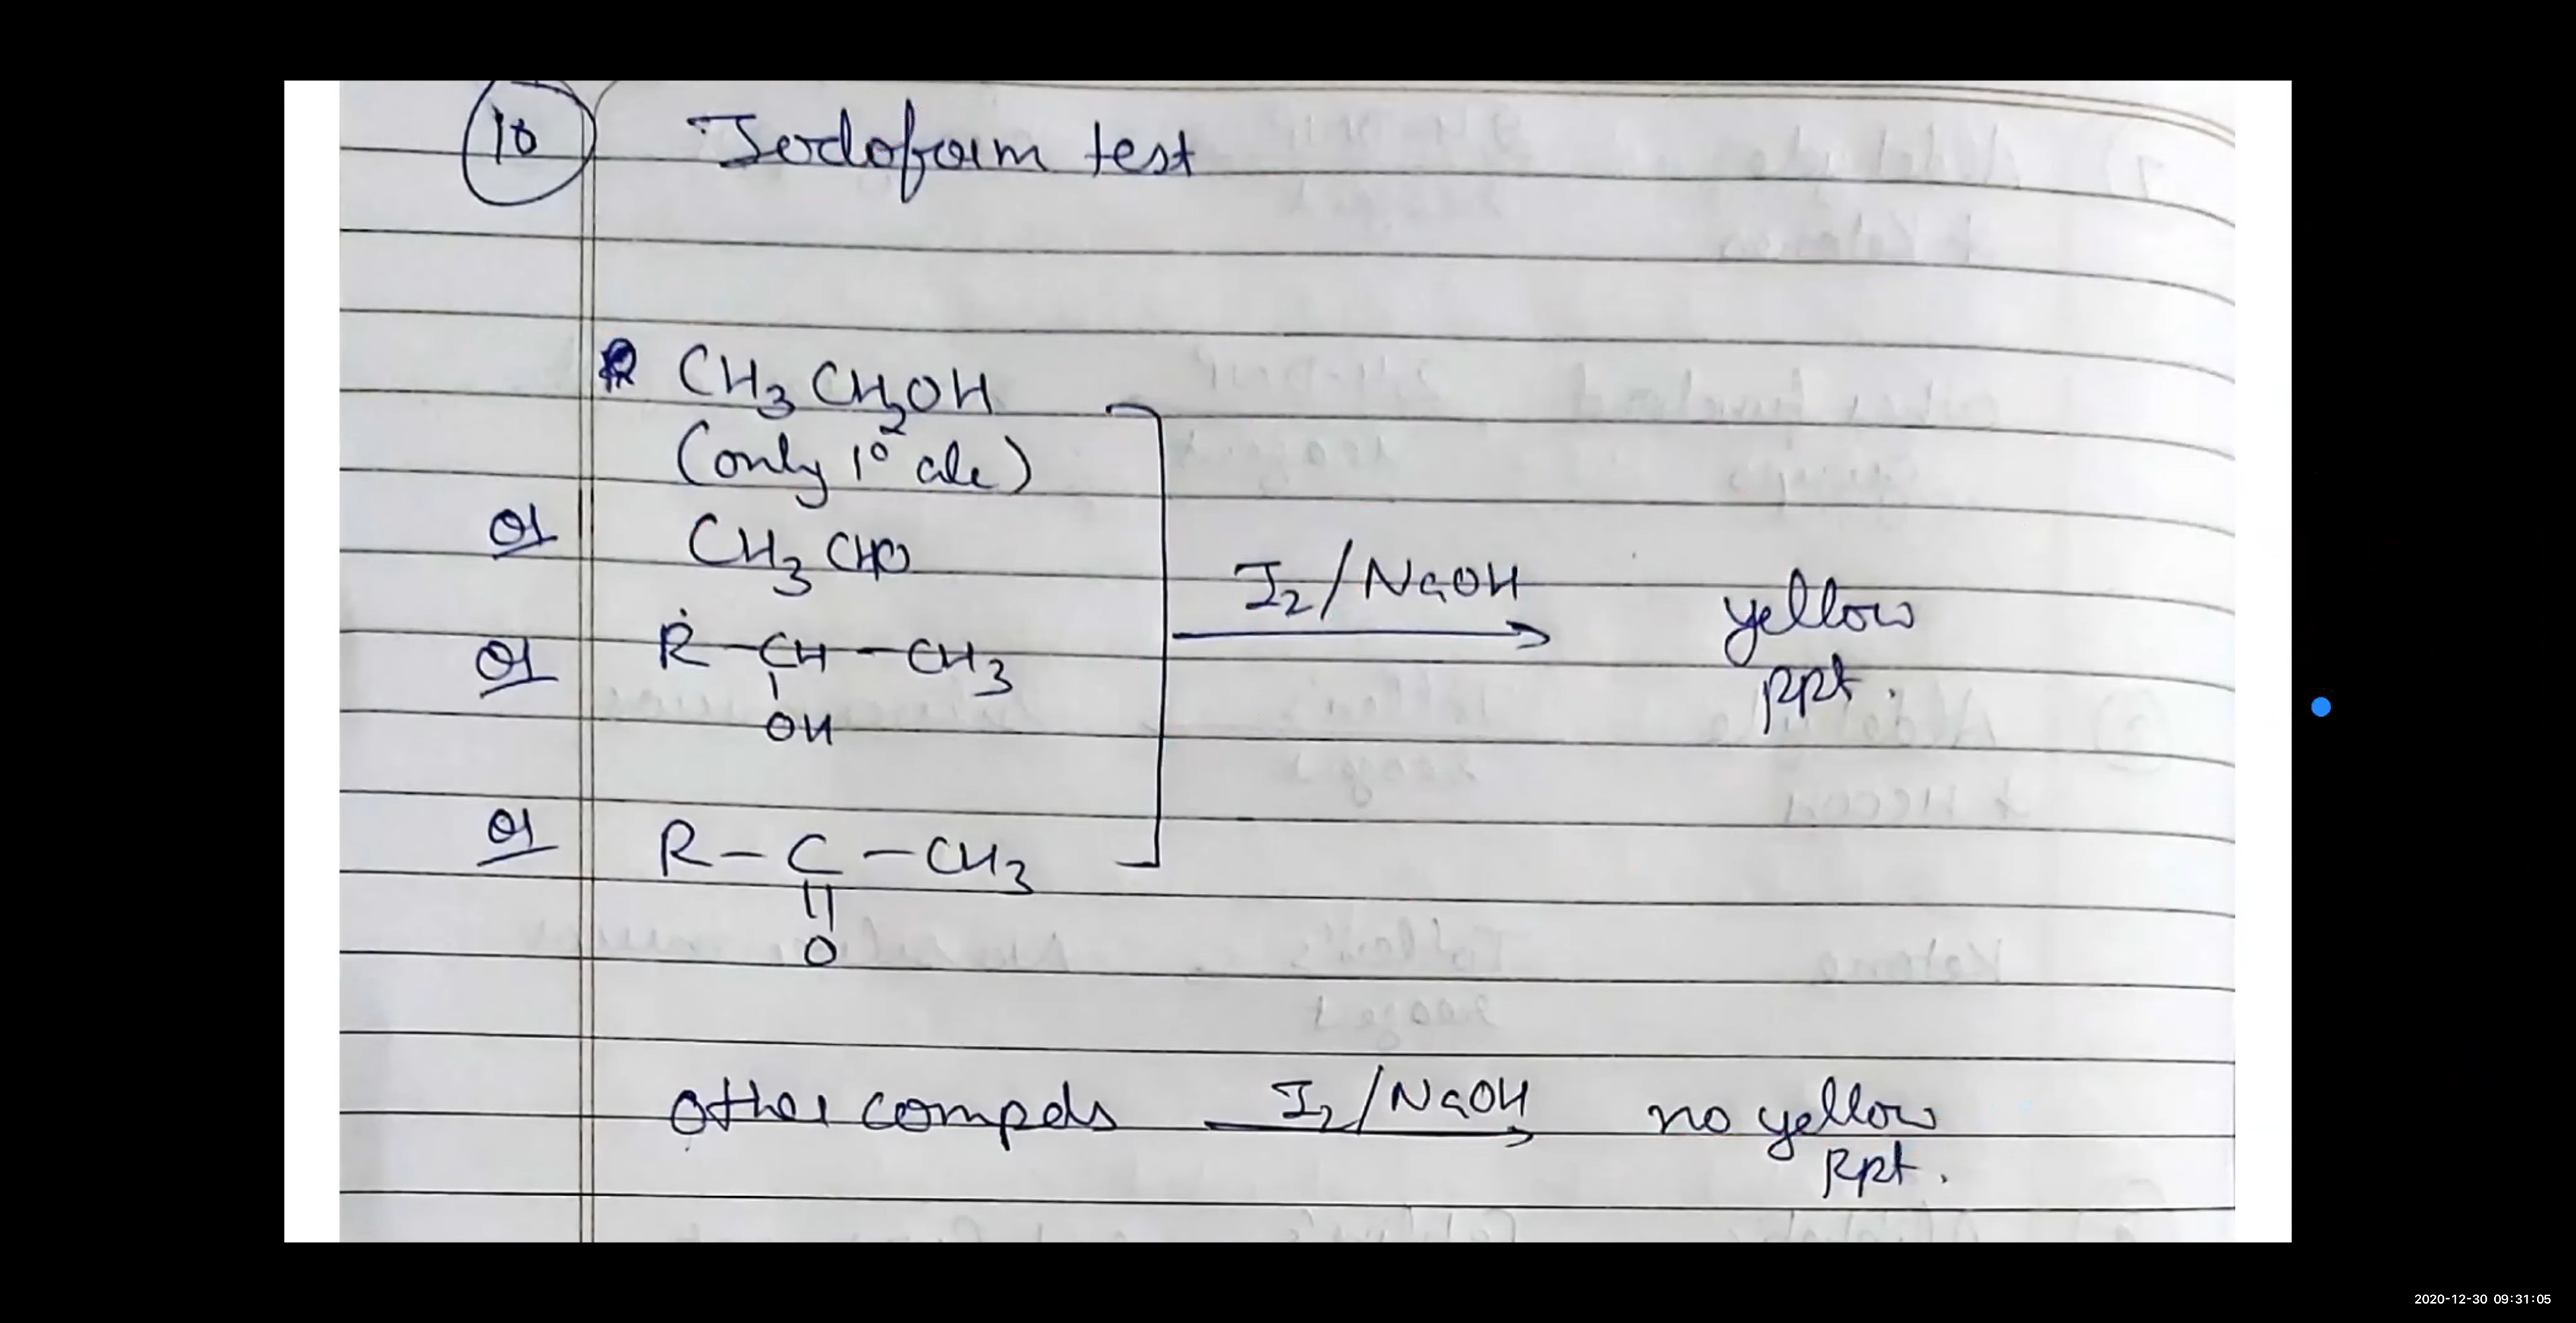 10 Iodoform test
CH3CH2OH
(only 1° alc)
or CH3CHO
or R-CH-CH3
OH
I2/NaOH
yellow
ppt.
or R-C-CH3
O
other compds I2/NaOH no yellow
ppt.
2020-12-30 09:31:05